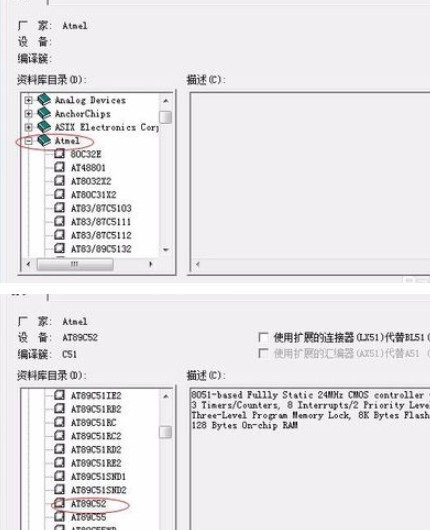 厂 家: Atmel
设 备:
编译簇:
资料库目录(D):
描述(C):
Analog Devices
AnchorChips
ASIX Electronics Corp
Atmel
80C32E
AT48801
AT8032X2
AT80C31X2
AT83/87C5103
AT83/87C5111
AT83/87C5112
AT83/89C5132
厂 家: Atmel
设 备: AT89C52
使用扩展的连接器(LX51)代替BL51(
编译簇: C51
使用扩展的汇编器(AX51)代替A51(
资料库目录(D):
描述(C):
AT89C51IE2
AT89C51RB2
AT89C51RC
AT89C51RC2
AT89C51RD2
AT89C51RE2
AT89C51SND1
AT89C51SND2
AT89C52
AT89C55
8051-based Fullly Static 24MHz CMOS controller
3 Timers/Counters, 8 Interrupts/2 Priority Leve
Three-Level Program Memory Lock, 8K Bytes Flash
128 Bytes On-chip RAM